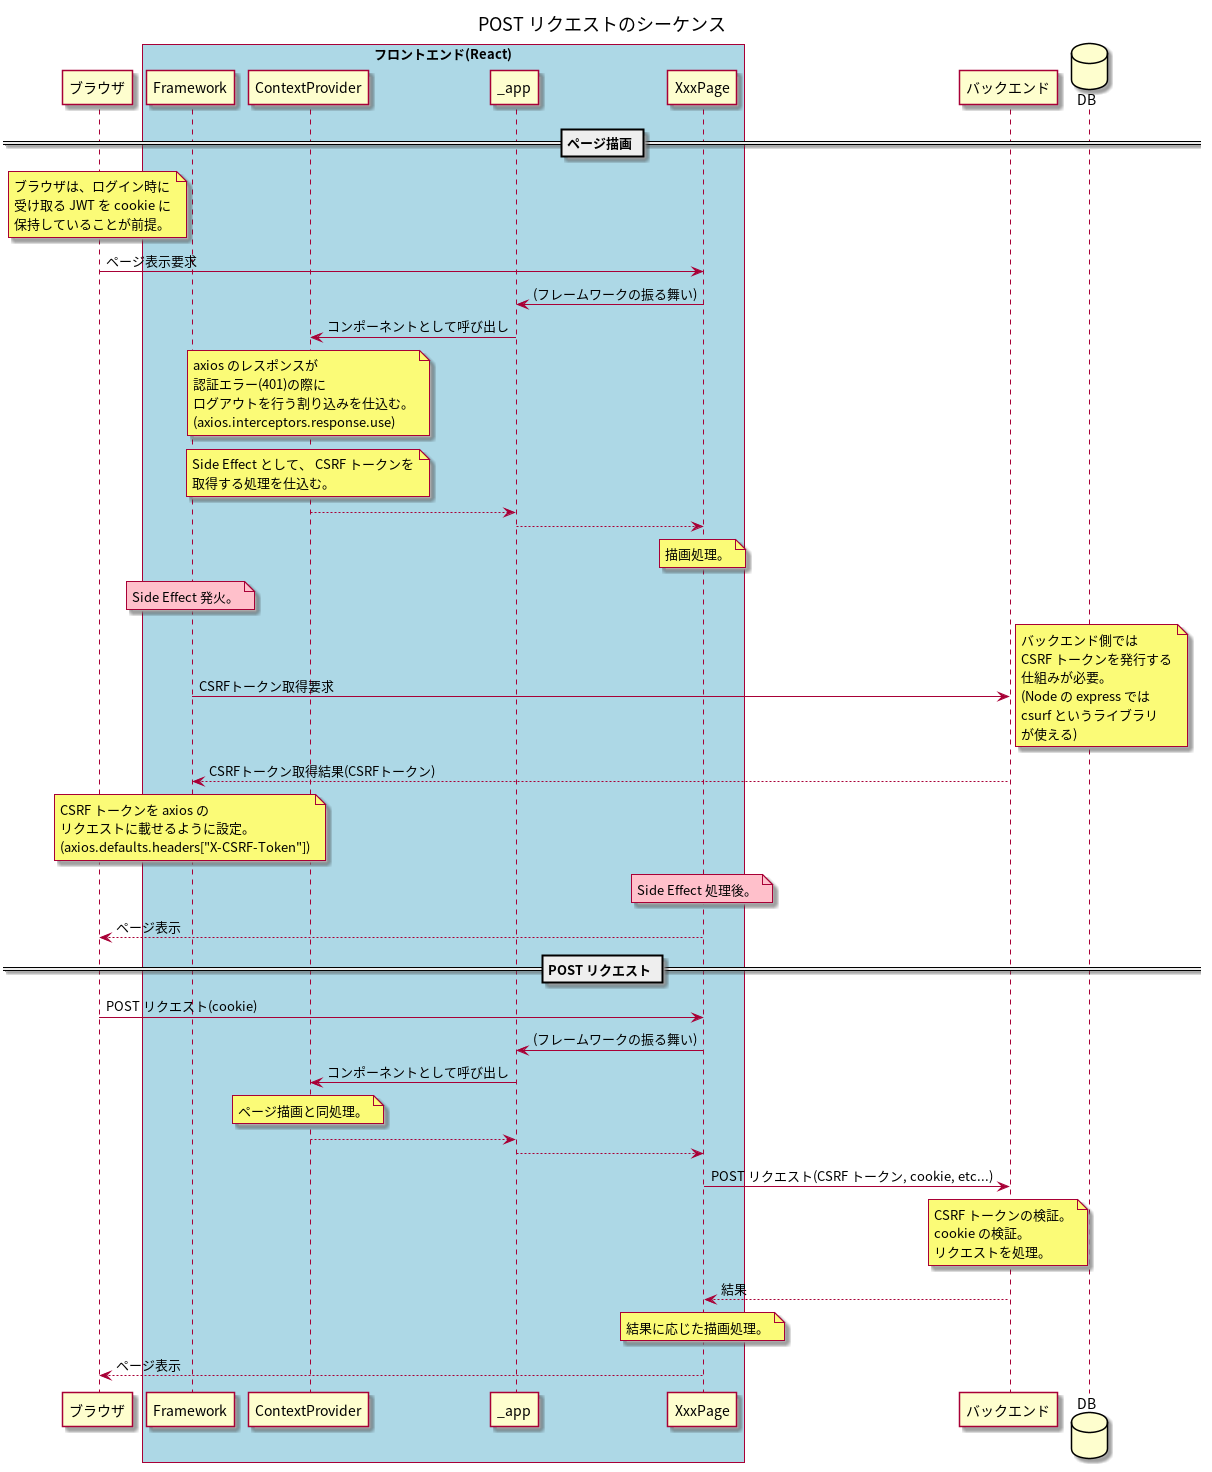 POST リクエストのシーケンス
フロントエンド(React)
ブラウザ
Framework
ContextProvider
_app
XxxPage
バックエンド
DB
ページ描画
ブラウザは、ログイン時に
受け取る JWT を cookie に
保持していることが前提。
ページ表示要求
(フレームワークの振る舞い)
コンポーネントとして呼び出し
axios のレスポンスが
認証エラー(401)の際に
ログアウトを行う割り込みを仕込む。
(axios.interceptors.response.use)
Side Effect として、 CSRF トークンを
取得する処理を仕込む。
描画処理。
Side Effect 発火。
バックエンド側では
CSRF トークンを発行する
仕組みが必要。
(Node の express では
csurf というライブラリ
が使える)
CSRFトークン取得要求
CSRFトークン取得結果(CSRFトークン)
CSRF トークンを axios の
リクエストに載せるように設定。
(axios.defaults.headers["X-CSRF-Token"])
Side Effect 処理後。
ページ表示
POST リクエスト
POST リクエスト(cookie)
(フレームワークの振る舞い)
コンポーネントとして呼び出し
ページ描画と同処理。
POST リクエスト(CSRF トークン, cookie, etc...)
CSRF トークンの検証。
cookie の検証。
リクエストを処理。
結果
結果に応じた描画処理。
ページ表示
ブラウザ
Framework
ContextProvider
_app
XxxPage
バックエンド
DB